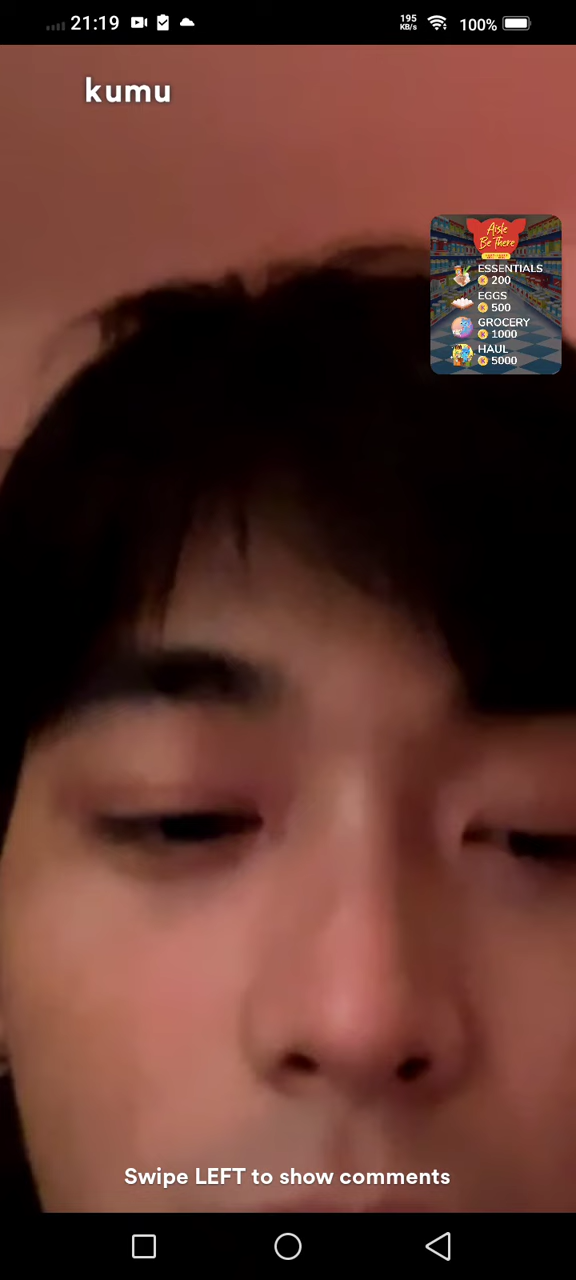 21:19
195
KB/s
100%
kumu
Aisle
Be There
ESSENTIALS
200
EGGS
500
GROCERY
1000
HAUL
5000
Swipe LEFT to show comments